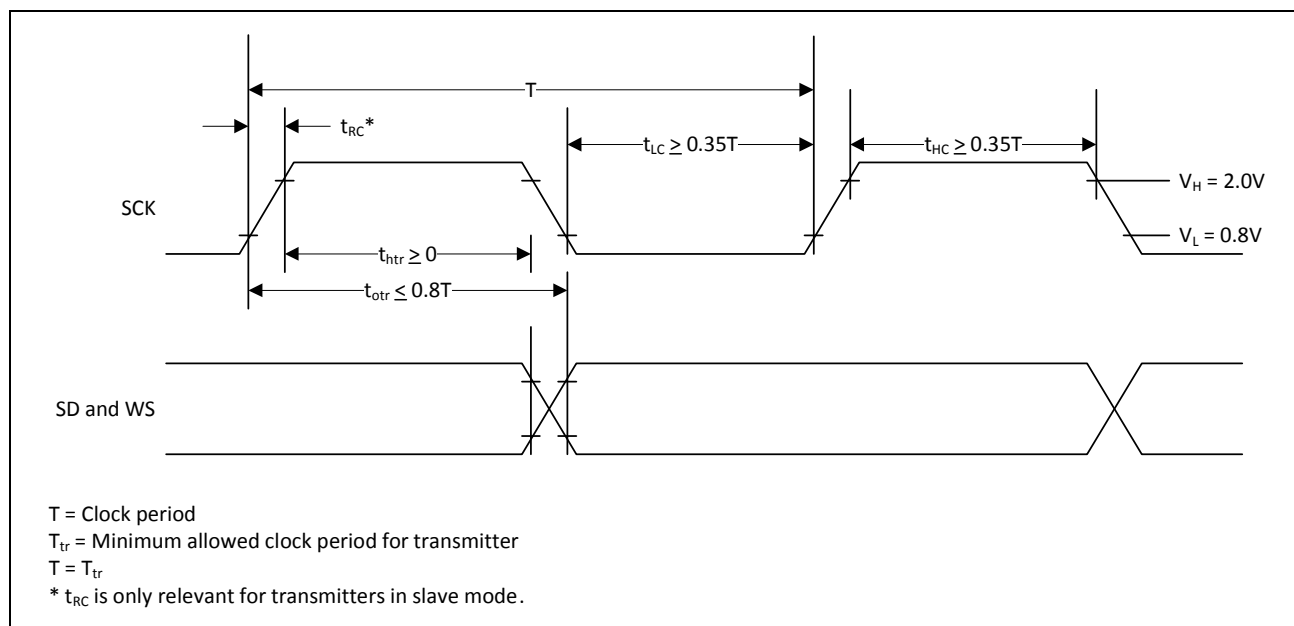 T
tRC*
tLC ≥ 0.35T
tHC ≥ 0.35T
VH = 2.0V
SCK
VL = 0.8V
thtr ≥ 0
totr ≤ 0.8T
SD and WS
T = Clock period
Ttr = Minimum allowed clock period for transmitter
T = Ttr
* tRC is only relevant for transmitters in slave mode.